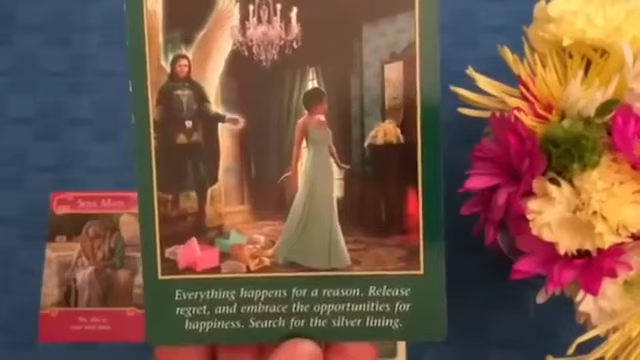 Everything happens for a reason. Release
regret, and embrace the opportunities for
happiness. Search for the silver lining.
Soul Mate